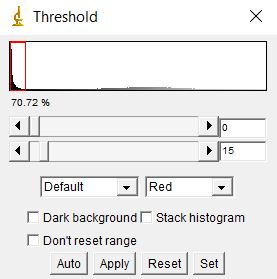 Threshold
70.72 %
0
15
Default Red
Dark background Stack histogram
Don't reset range
Auto Apply Reset Set